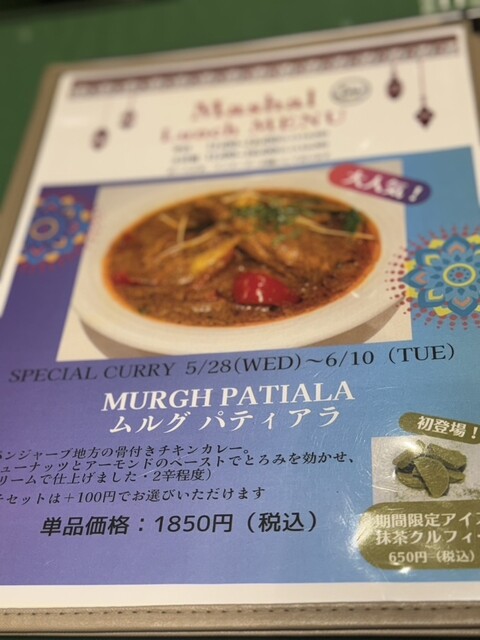 Mashal
Lunch MENU
大人気！
SPECIAL CURRY 5/28(WED)～6/10（TUE）
MURGH PATIALA
ムルグ パティアラ
ンジャーブ地方の骨付きチキンカレー。
ューナッツとアーモンドのペーストでとろみを効かせ、
リームで仕上げました・2辛程度）
セットは＋100円でお選びいただけます
単品価格：1850円（税込）
初登場！
期間限定アイス
抹茶クルフィー
650円（税込）